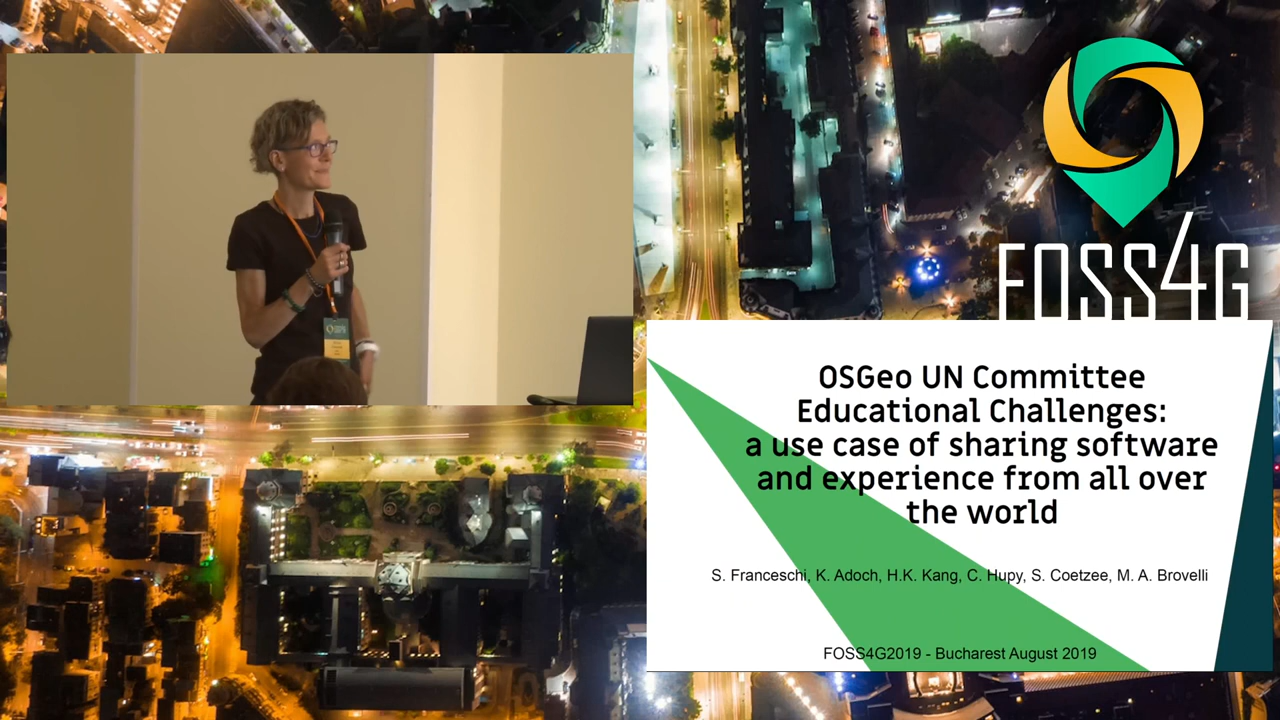 FOSS4G
OSGeo UN Committee
Educational Challenges:
a use case of sharing software
and experience from all over
the world
S. Franceschi, K. Adoch, H.K. Kang, C. Hupy, S. Coetzee, M. A. Brovelli
FOSS4G2019 - Bucharest August 2019